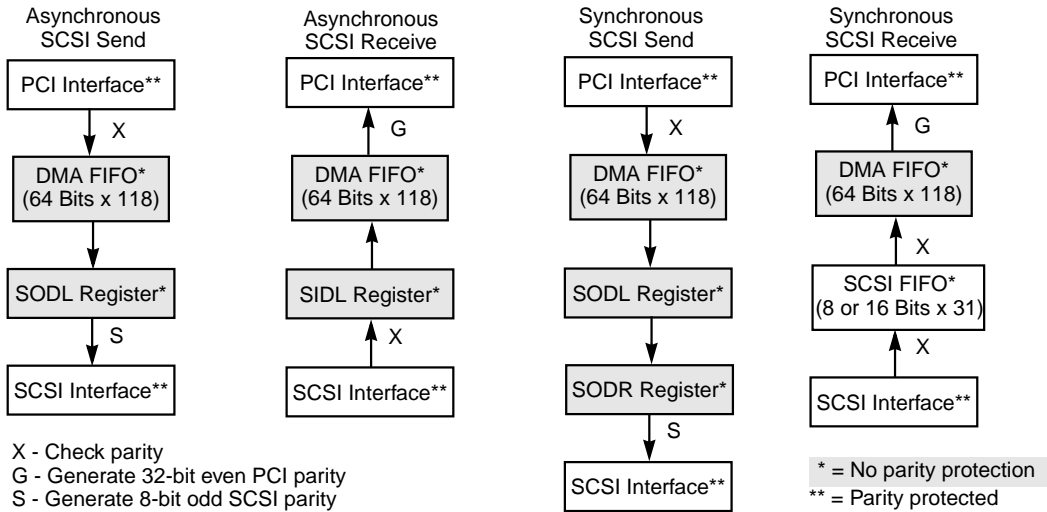 Asynchronous
SCSI Send
PCI Interface**
X
DMA FIFO*
(64 Bits x 118)
SODL Register*
S
SCSI Interface**
Asynchronous
SCSI Receive
PCI Interface**
G
DMA FIFO*
(64 Bits x 118)
SIDL Register*
X
SCSI Interface**
Synchronous
SCSI Send
PCI Interface**
X
DMA FIFO*
(64 Bits x 118)
SODL Register*
SODR Register*
S
SCSI Interface**
Synchronous
SCSI Receive
PCI Interface**
G
DMA FIFO*
(64 Bits x 118)
X
SCSI FIFO*
(8 or 16 Bits x 31)
X
SCSI Interface**
X - Check parity
G - Generate 32-bit even PCI parity
S - Generate 8-bit odd SCSI parity
* = No parity protection
** = Parity protected